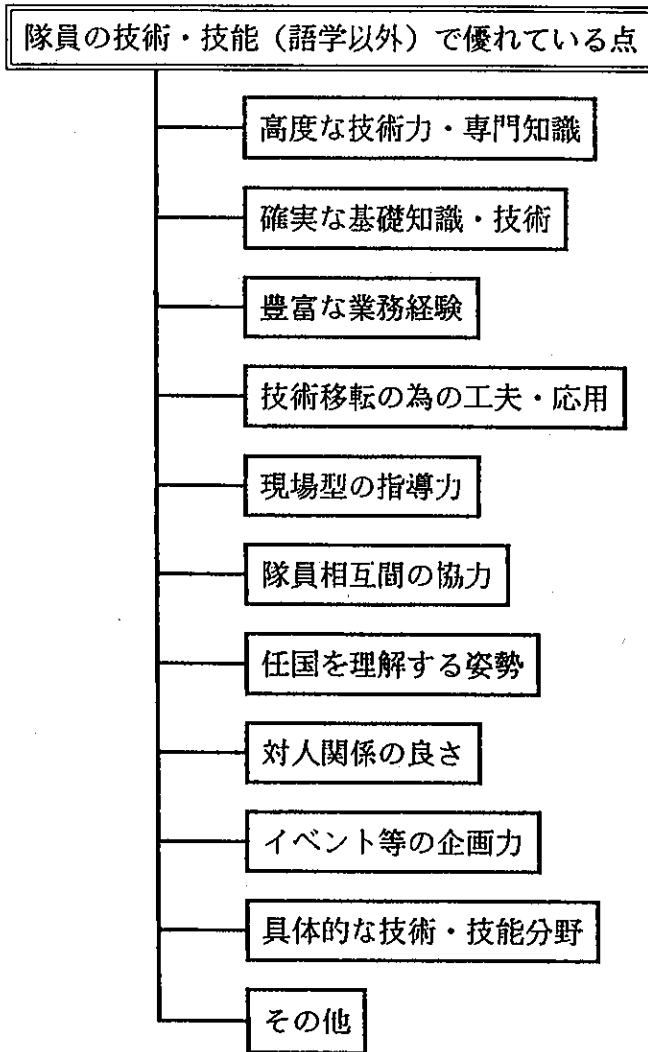 隊員の技術・技能（語学以外）で優れている点
高度な技術力・専門知識
確実な基礎知識・技術
豊富な業務経験
技術移転の為の工夫・応用
現場型の指導力
隊員相互間の協力
任国を理解する姿勢
対人関係の良さ
イベント等の企画力
具体的な技術・技能分野
その他